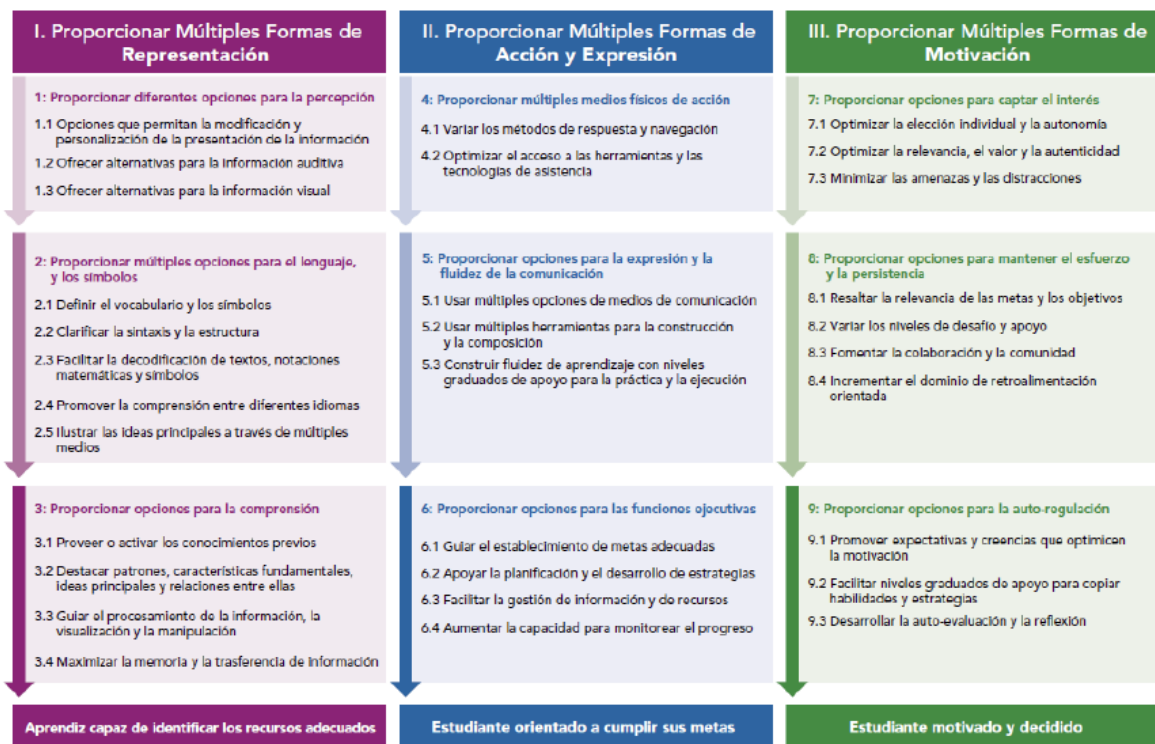 I. Proporcionar Múltiples Formas de
Representación
1: Proporcionar diferentes opciones para la percepción
1.1 Opciones que permitan la modificación y
personalización de la presentación de la información
1.2 Ofrecer alternativas para la información auditiva
1.3 Ofrecer alternativas para la información visual
2: Proporcionar múltiples opciones para el lenguaje,
y los símbolos
2.1 Definir el vocabulario y los símbolos
2.2 Clarificar la sintaxis y la estructura
2.3 Facilitar la decodificación de textos, notaciones
matemáticas y símbolos
2.4 Promover la comprensión entre diferentes idiomas
2.5 Ilustrar las ideas principales a través de múltiples
medios
3: Proporcionar opciones para la comprensión
3.1 Proveer o activar los conocimientos previos
3.2 Destacar patrones, características fundamentales,
ideas principales y relaciones entre ellas
3.3 Guiar el procesamiento de la información, la
visualización y la manipulación
3.4 Maximizar la memoria y la trasferencia de información
Aprendiz capaz de identificar los recursos adecuados
II. Proporcionar Múltiples Formas de
Acción y Expresión
4: Proporcionar múltiples medios físicos de acción
4.1 Variar los métodos de respuesta y navegación
4.2 Optimizar el acceso a las herramientas y las
tecnologías de asistencia
5: Proporcionar opciones para la expresión y la
fluidez de la comunicación
5.1 Usar múltiples opciones de medios de comunicación
5.2 Usar múltiples herramientas para la construcción
y la composición
5.3 Construir fluidez de aprendizaje con niveles
graduados de apoyo para la práctica y la ejecución
6: Proporcionar opciones para las funciones ejecutivas
6.1 Guiar el establecimiento de metas adecuadas
6.2 Apoyar la planificación y el desarrollo de estrategias
6.3 Facilitar la gestión de información y de recursos
6.4 Aumentar la capacidad para monitorear el progreso
Estudiante orientado a cumplir sus metas
III. Proporcionar Múltiples Formas de
Motivación
7: Proporcionar opciones para captar el interés
7.1 Optimizar la elección individual y la autonomía
7.2 Optimizar la relevancia, el valor y la autenticidad
7.3 Minimizar las amenazas y las distracciones
8: Proporcionar opciones para mantener el esfuerzo
y la persistencia
8.1 Resaltar la relevancia de las metas y los objetivos
8.2 Variar los niveles de desafío y apoyo
8.3 Fomentar la colaboración y la comunidad
8.4 Incrementar el dominio de retroalimentación
orientada
9: Proporcionar opciones para la auto-regulación
9.1 Promover expectativas y creencias que optimicen
la motivación
9.2 Facilitar niveles graduados de apoyo para copiar
habilidades y estrategias
9.3 Desarrollar la auto-evaluación y la reflexión
Estudiante motivado y decidido